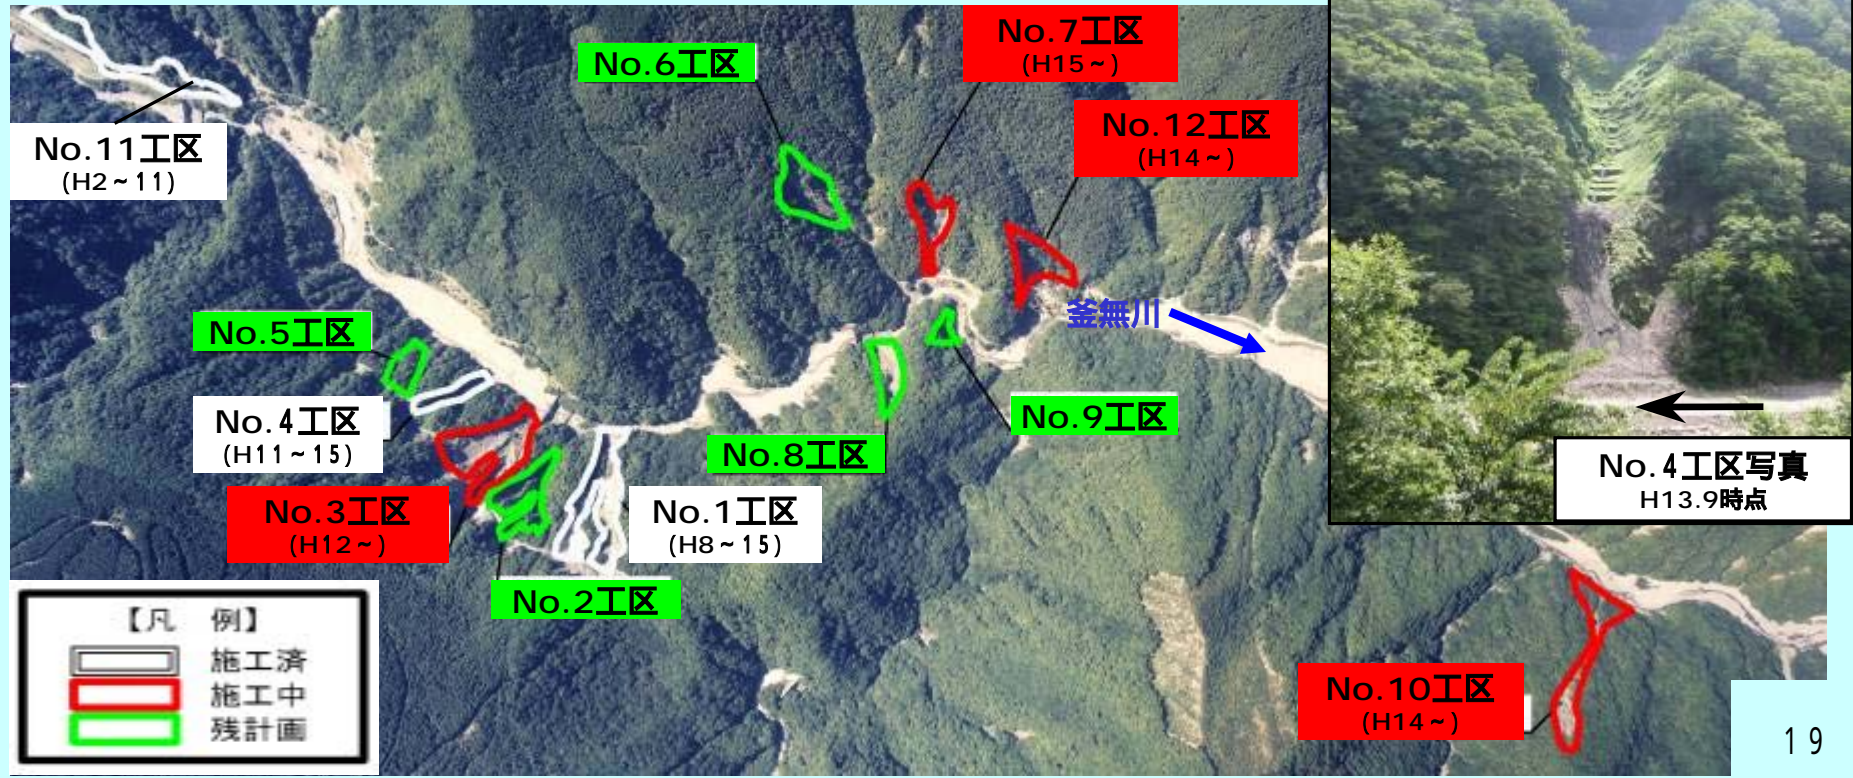 No.7工区
(H15~)
No.6工区
No.12工区
(H14~)
No.11工区
(H2~11)
釜無川
No.5工区
No.4工区
(H11~15)
No.9工区
No.8工区
No.3工区
(H12~)
No.1工区
(H8~15)
No.2工区
No.4工区写真
H13.9時点
【凡 例】
施工済
施工中
残計画
No.10工区
(H14~)
19